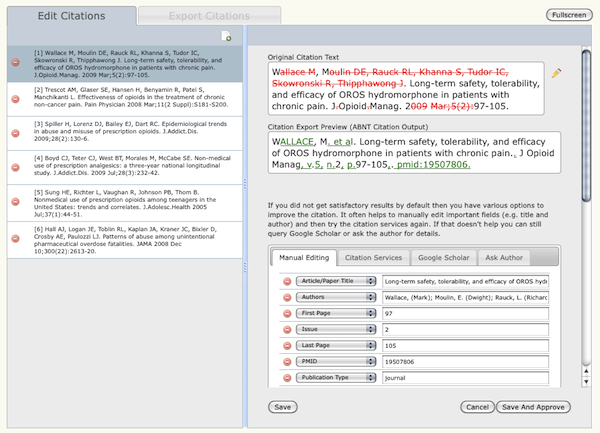 Edit Citations
Export Citations
Fullscreen
[1] Wallace M, Moulin DE, Rauck RL, Khanna S, Tudor IC,
Skowronski R, Thipphawong J. Long-term safety, tolerability, and
efficacy of OROS hydromorphone in patients with chronic pain.
J.Opioid.Manag. 2009 Mar;5(2):97-105.
[2] Trescot AM, Glaser SE, Hansen H, Benyamin R, Patel S,
Manchikanti L. Effectiveness of opioids in the treatment of chronic
non-cancer pain. Pain Physician 2008 Mar;11(2 Suppl):S181-S200.
[3] Spiller H, Lorenz DJ, Bailey EJ, Dart RC. Epidemiological trends
in abuse and misuse of prescription opioids. J.Addict.Dis.
2009;28(2):130-6.
[4] Boyd CJ, Teter CJ, West BT, Morales M, McCabe SE. Non-medical
use of prescription analgesics: a three-year national longitudinal
study. J.Addict.Dis. 2009 Jul;28(3):232-42.
[5] Sung HE, Richter L, Vaughan R, Johnson PB, Thom B.
Nonmedical use of prescription opioids among teenagers in the
United States: trends and correlates. J.Adolesc.Health 2005
Jul;37(1):44-51.
[6] Hall AJ, Logan JE, Toblin RL, Kaplan JA, Kraner JC, Bixler D,
Crosby AE, Paulozzi LJ. Patterns of abuse among unintentional
pharmaceutical overdose fatalities. JAMA 2008 Dec
10;300(22):2613-20.
Original Citation Text
Wallace M, Moulin DE, Rauck RL, Khanna S, Tudor IC,
Skowronski R, Thipphawong J. Long-term safety, tolerability,
and efficacy of OROS hydromorphone in patients with
chronic pain. J.Opioid.Manag. 2009 Mar;5(2):97-105.
Citation Export Preview (ABNT Citation Output)
WALLACE, M. et al. Long-term safety, tolerability, and efficacy
of OROS hydromorphone in patients with chronic pain., J Opioid
Manag, v.5, n.2, p.97-105,. pmid:19507806.
If you did not get satisfactory results by default then you have various options to
improve the citation. It often helps to manually edit important fields (e.g. title and
author) and then try the citation services again. If that doesn't help you can still
query Google Scholar or ask the author for details.
Manual Editing
Citation Services
Google Scholar
Ask Author
Article/Paper Title
Long-term safety, tolerability, and efficacy of OROS hydr
Authors
Wallace, (Mark); Moulin, E. (Dwight); Rauck, L. (Richard
First Page
97
Issue
2
Last Page
105
PMID
19507806
Publication Type
journal
Save
Cancel
Save And Approve